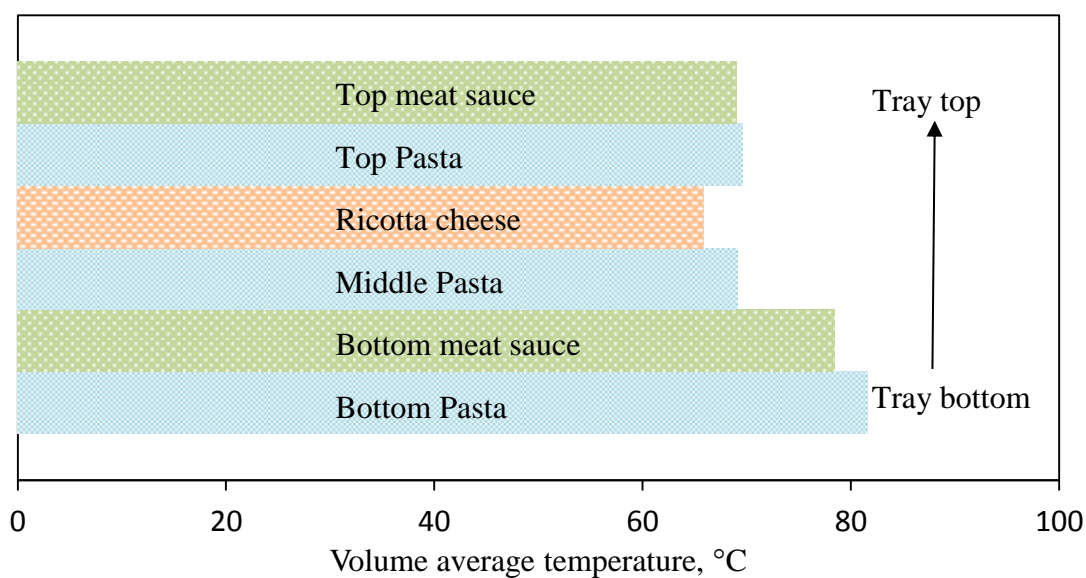 Top meat sauce
Tray top
Top Pasta
Ricotta cheese
Middle Pasta
Bottom meat sauce
Tray bottom
Bottom Pasta
0 20 40 60 80 100
Volume average temperature, °C